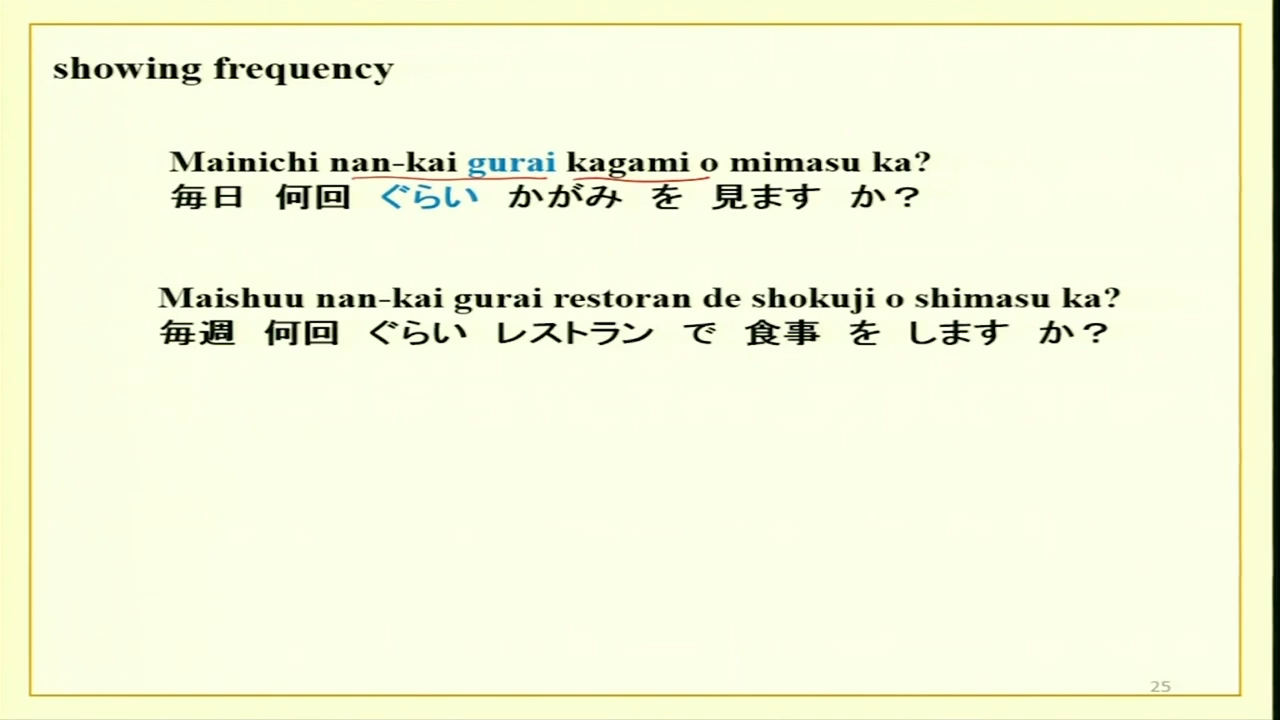 showing frequency
Mainichi nan-kai gurai kagami o mimasu ka?
毎日 何回 ぐらい かがみ を 見ます か？
Maishuu nan-kai gurai restoran de shokuji o shimasu ka?
毎週 何回 ぐらい レストラン で 食事 を します か？
25